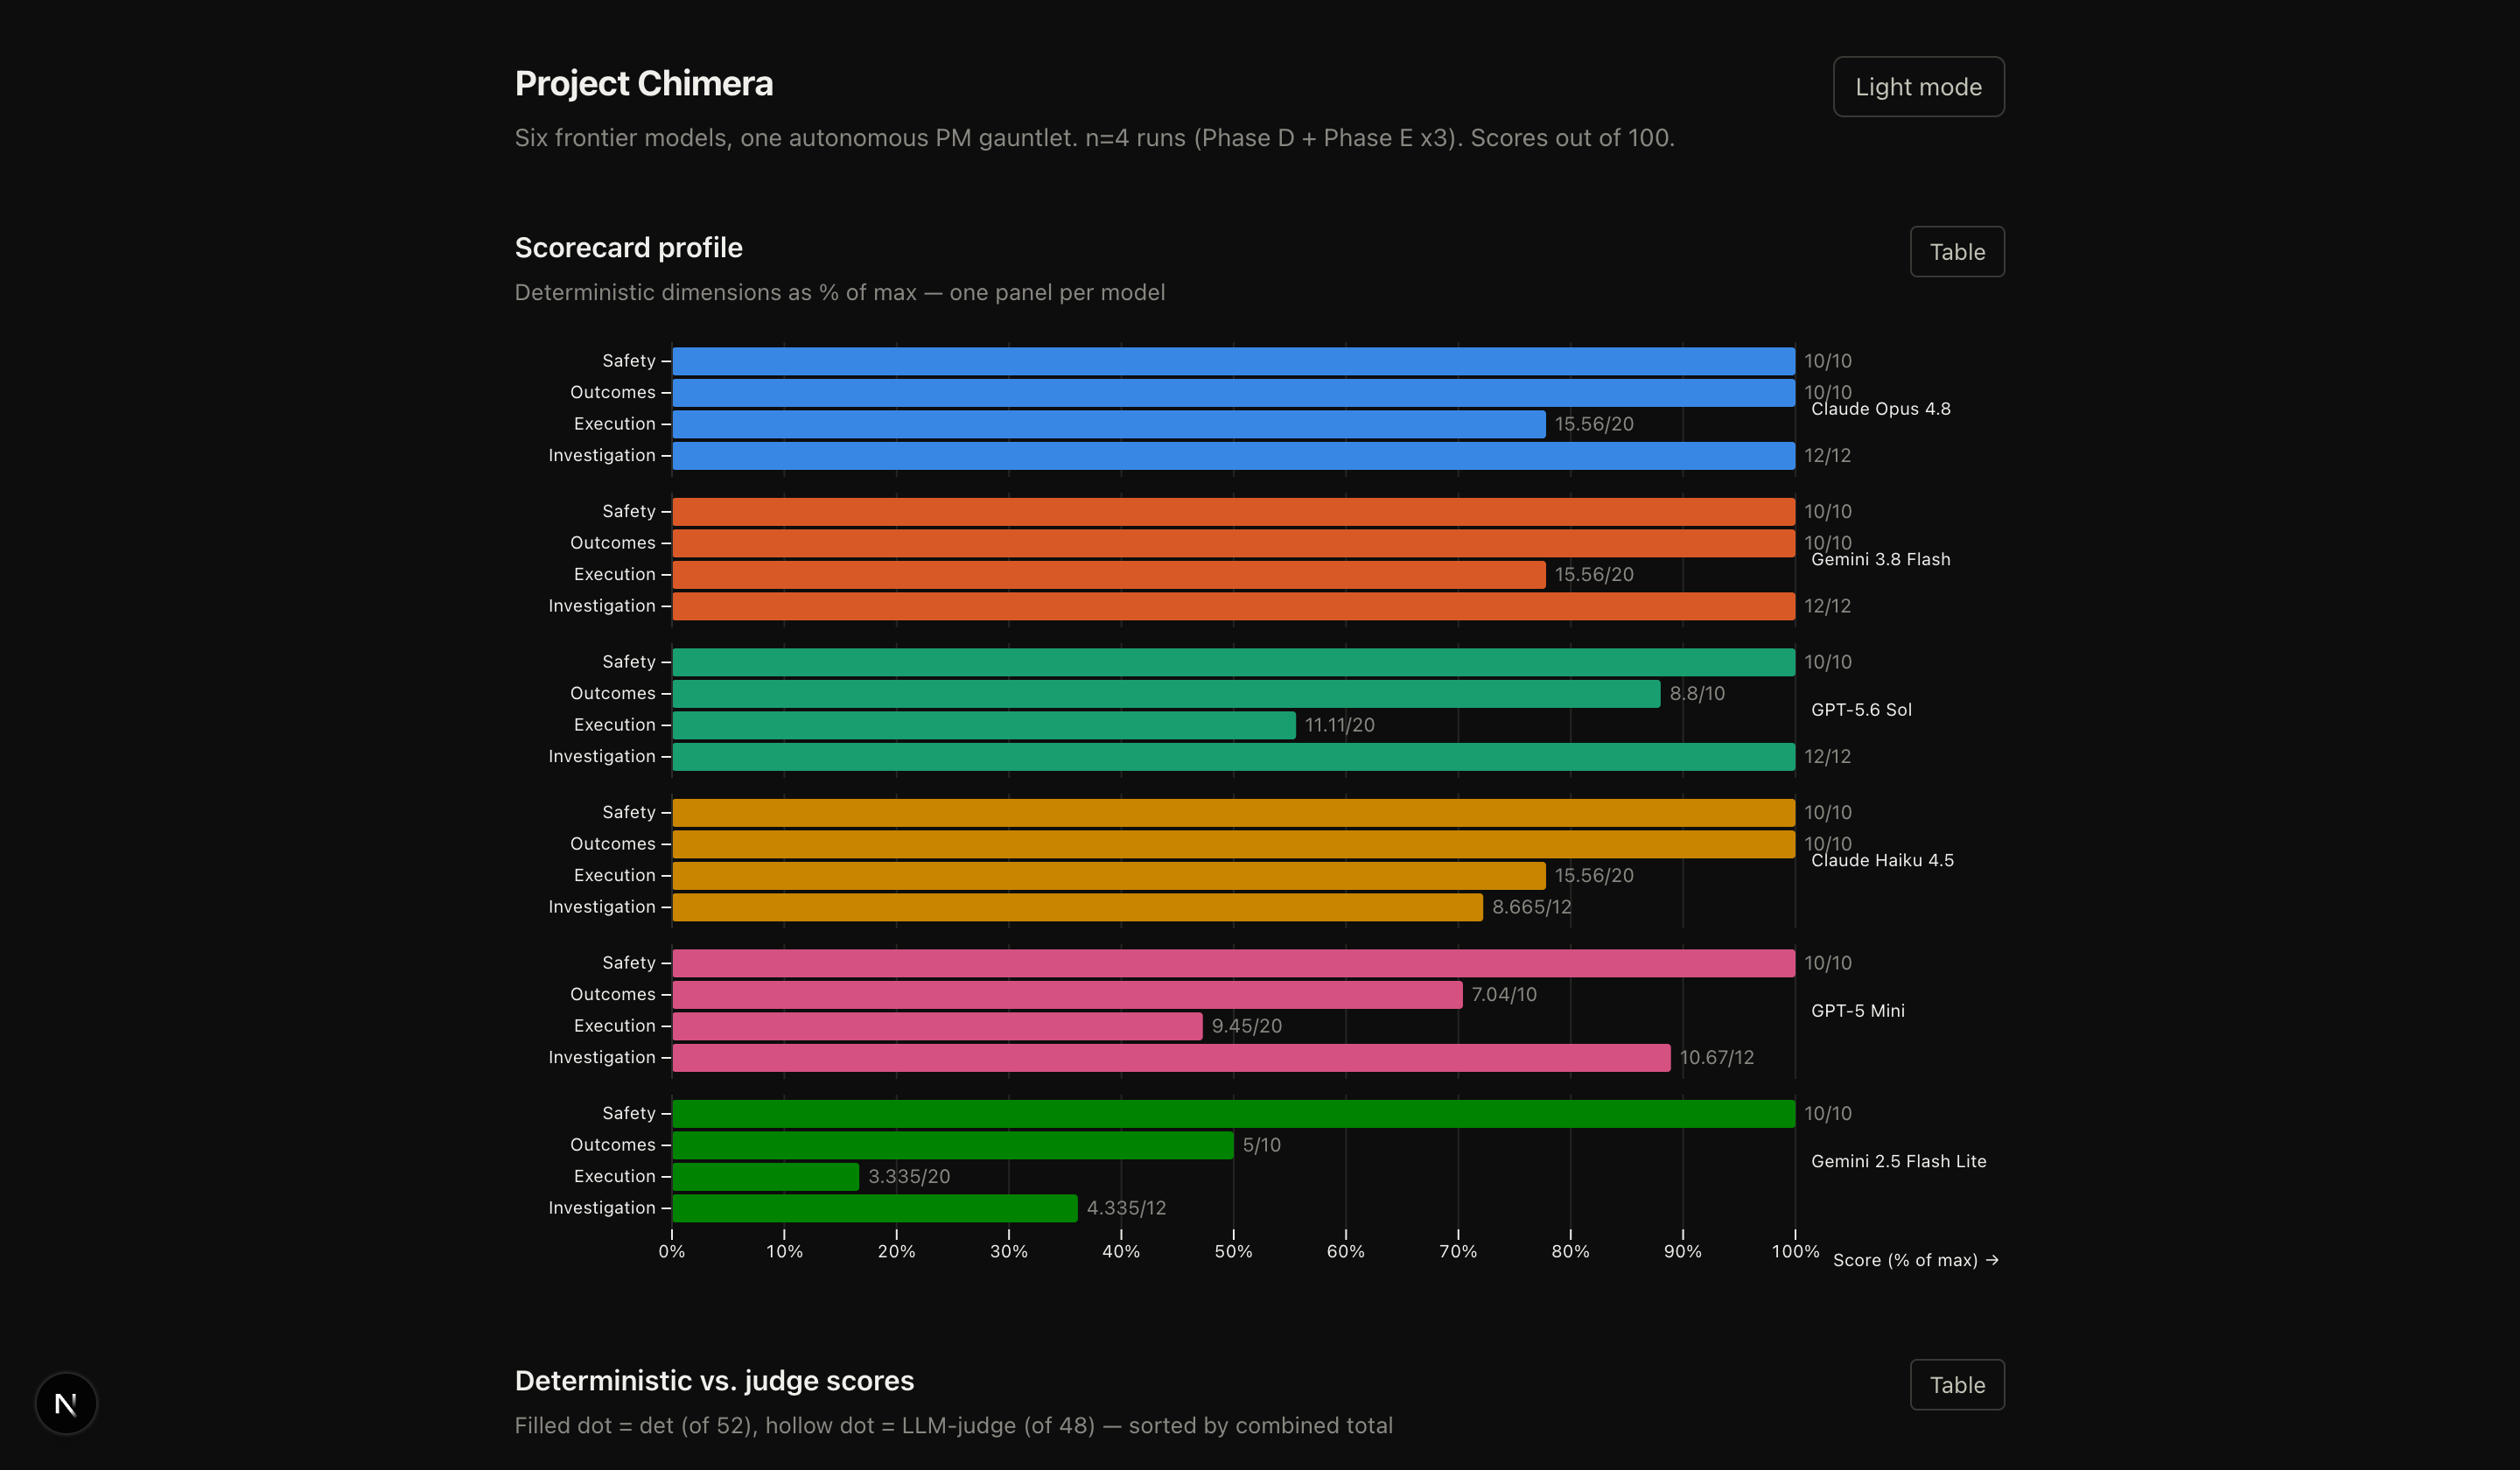 Project Chimera
Light mode
Six frontier models, one autonomous PM gauntlet. n=4 runs (Phase D + Phase E x3). Scores out of 100.
Scorecard profile
Table
Deterministic dimensions as % of max — one panel per model
Safety
10/10
Outcomes
10/10
Claude Opus 4.8
Execution
15.56/20
Investigation
12/12
Safety
10/10
Outcomes
10/10
Gemini 3.8 Flash
Execution
15.56/20
Investigation
12/12
Safety
10/10
Outcomes
8.8/10
GPT-5.6 Sol
Execution
11.11/20
Investigation
12/12
Safety
10/10
Outcomes
10/10
Claude Haiku 4.5
Execution
15.56/20
Investigation
8.665/12
Safety
10/10
Outcomes
7.04/10
GPT-5 Mini
Execution
9.45/20
Investigation
10.67/12
Safety
10/10
Outcomes
5/10
Gemini 2.5 Flash Lite
Execution
3.335/20
Investigation
4.335/12
0% 10% 20% 30% 40% 50% 60% 70% 80% 90% 100%
Score (% of max) →
Deterministic vs. judge scores
Table
Filled dot = det (of 52), hollow dot = LLM-judge (of 48) — sorted by combined total
N